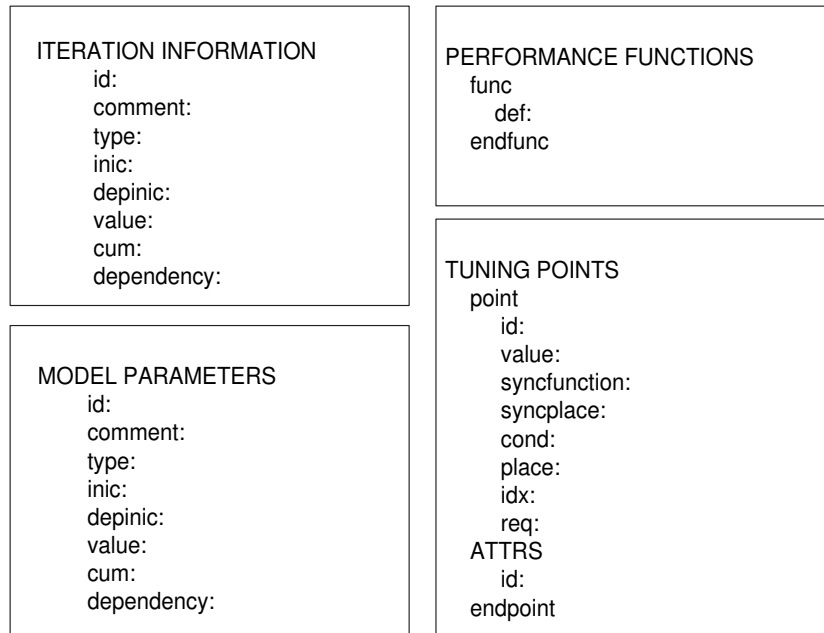 ITERATION INFORMATION
id:
comment:
type:
inic:
depinic:
value:
cum:
dependency:
MODEL PARAMETERS
id:
comment:
type:
inic:
depinic:
value:
cum:
dependency:
PERFORMANCE FUNCTIONS
func
def:
endfunc
TUNING POINTS
point
id:
value:
syncfunction:
syncplace:
cond:
place:
idx:
req:
ATTRS
id:
endpoint